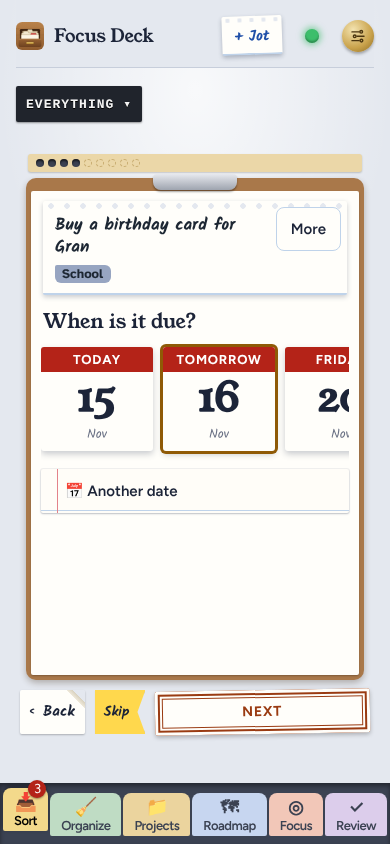 Focus Deck
+ Jot
EVERYTHING ▾
Buy a birthday card for
Gran
More
School
When is it due?
TODAY
15
Nov
TOMORROW
16
Nov
Another date
< Back
Skip
NEXT
3
Sort
Organize
Projects
Roadmap
Focus
Review